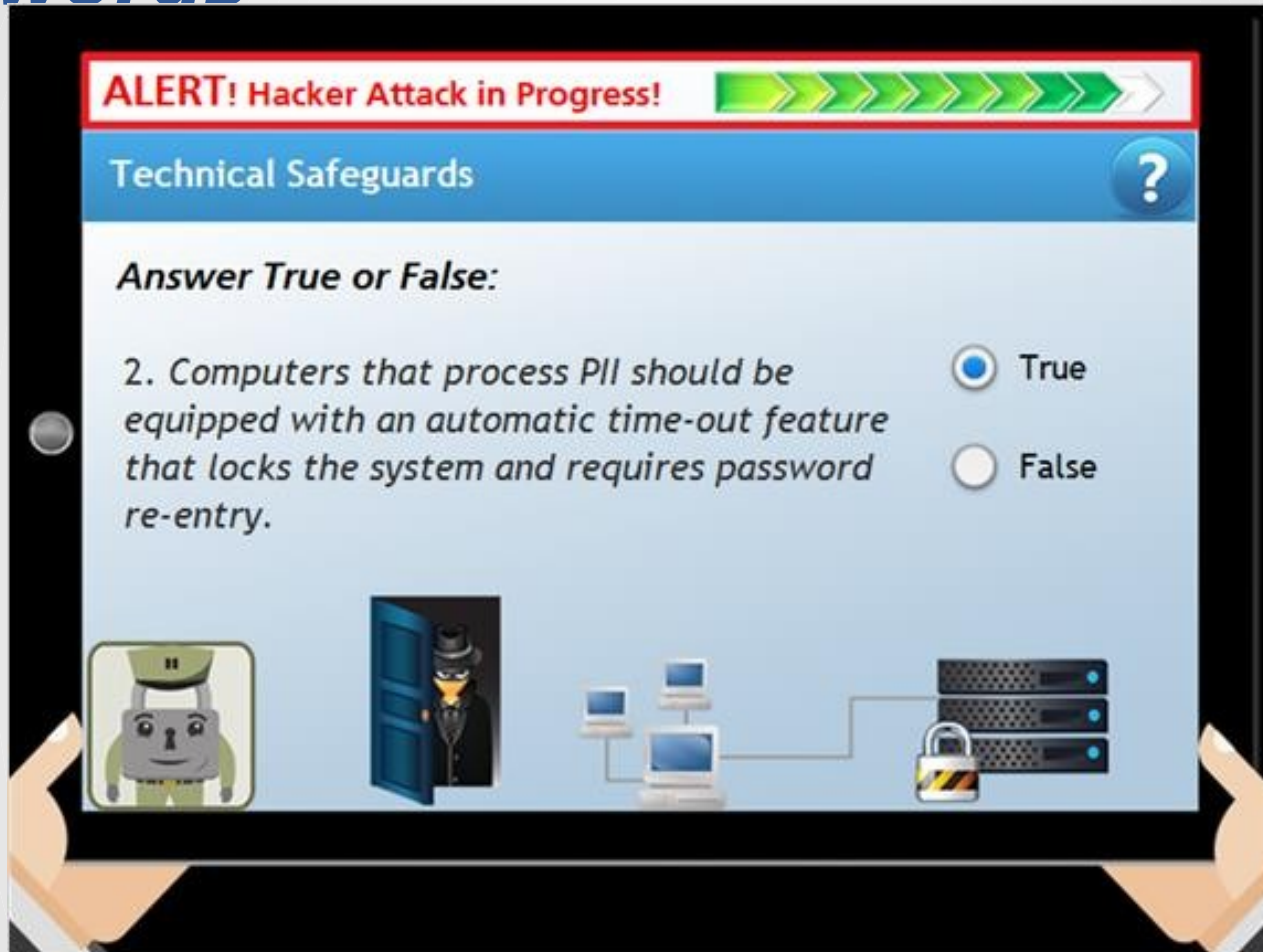 ALERT! Hacker Attack in Progress!
Technical Safeguards
?
Answer True or False:
2. Computers that process PII should be
equipped with an automatic time-out feature
that locks the system and requires password
re-entry.
True
False